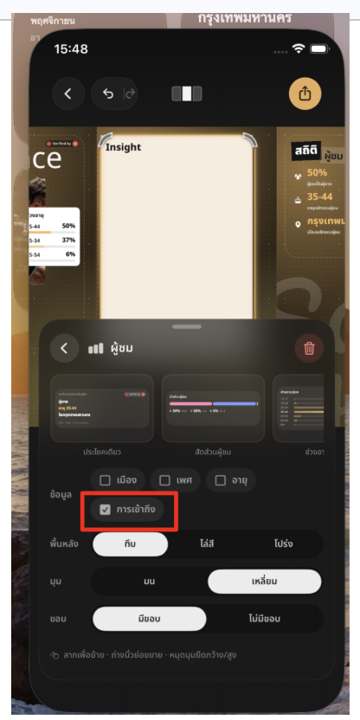 พฤศจิกายน
กรุงเทพมหานคร
15:48
Insight
ce
สถิติ
ผู้ชม
50%
35-44
กรุงเทพม
50%
37%
6%
ผู้ชม
ประโยคเดียว
สัดส่วนผู้ชม
ช่วงอา
ข้อมูล
เมือง
เพศ
อายุ
การเข้าถึง
พื้นหลัง
ทึบ
ไล่สี
โปร่ง
มุม
มน
เหลี่ยม
ขอบ
มีขอบ
ไม่มีขอบ
ลากเพื่อย้าย · ถ่างนิ้วย่อขยาย · หมุดมุมยืดกว้าง/สูง